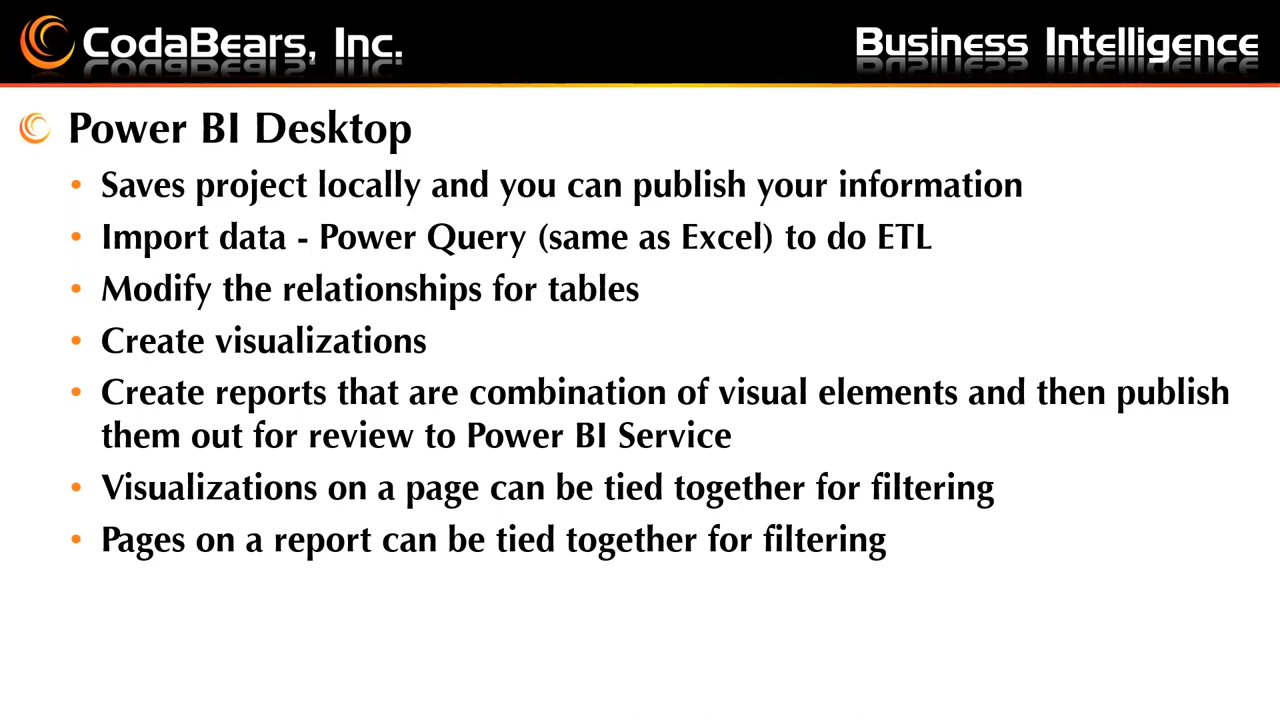 CodaBears, Inc.
Business Intelligence
Power BI Desktop
• Saves project locally and you can publish your information
• Import data - Power Query (same as Excel) to do ETL
• Modify the relationships for tables
• Create visualizations
• Create reports that are combination of visual elements and then publish
them out for review to Power BI Service
• Visualizations on a page can be tied together for filtering
• Pages on a report can be tied together for filtering